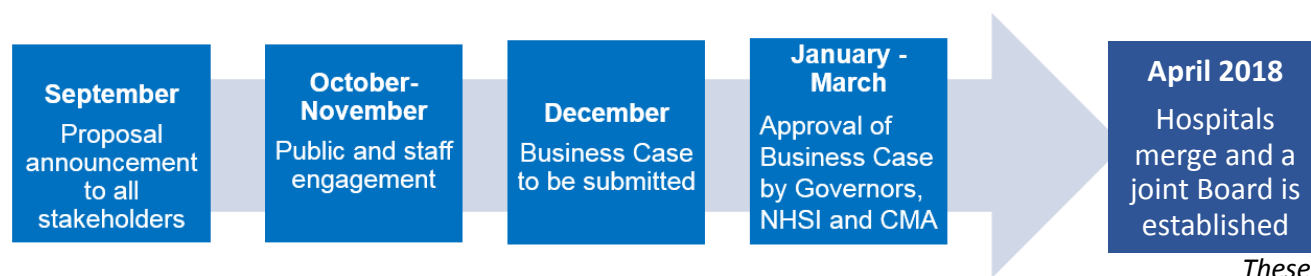 September
Proposal
announcement
to all
stakeholders
October-
November
Public and staff
engagement
December
Business Case
to be submitted
January -
March
Approval of
Business Case
by Governors,
NHSI and CMA
April 2018
Hospitals
merge and a
joint Board is
established
These